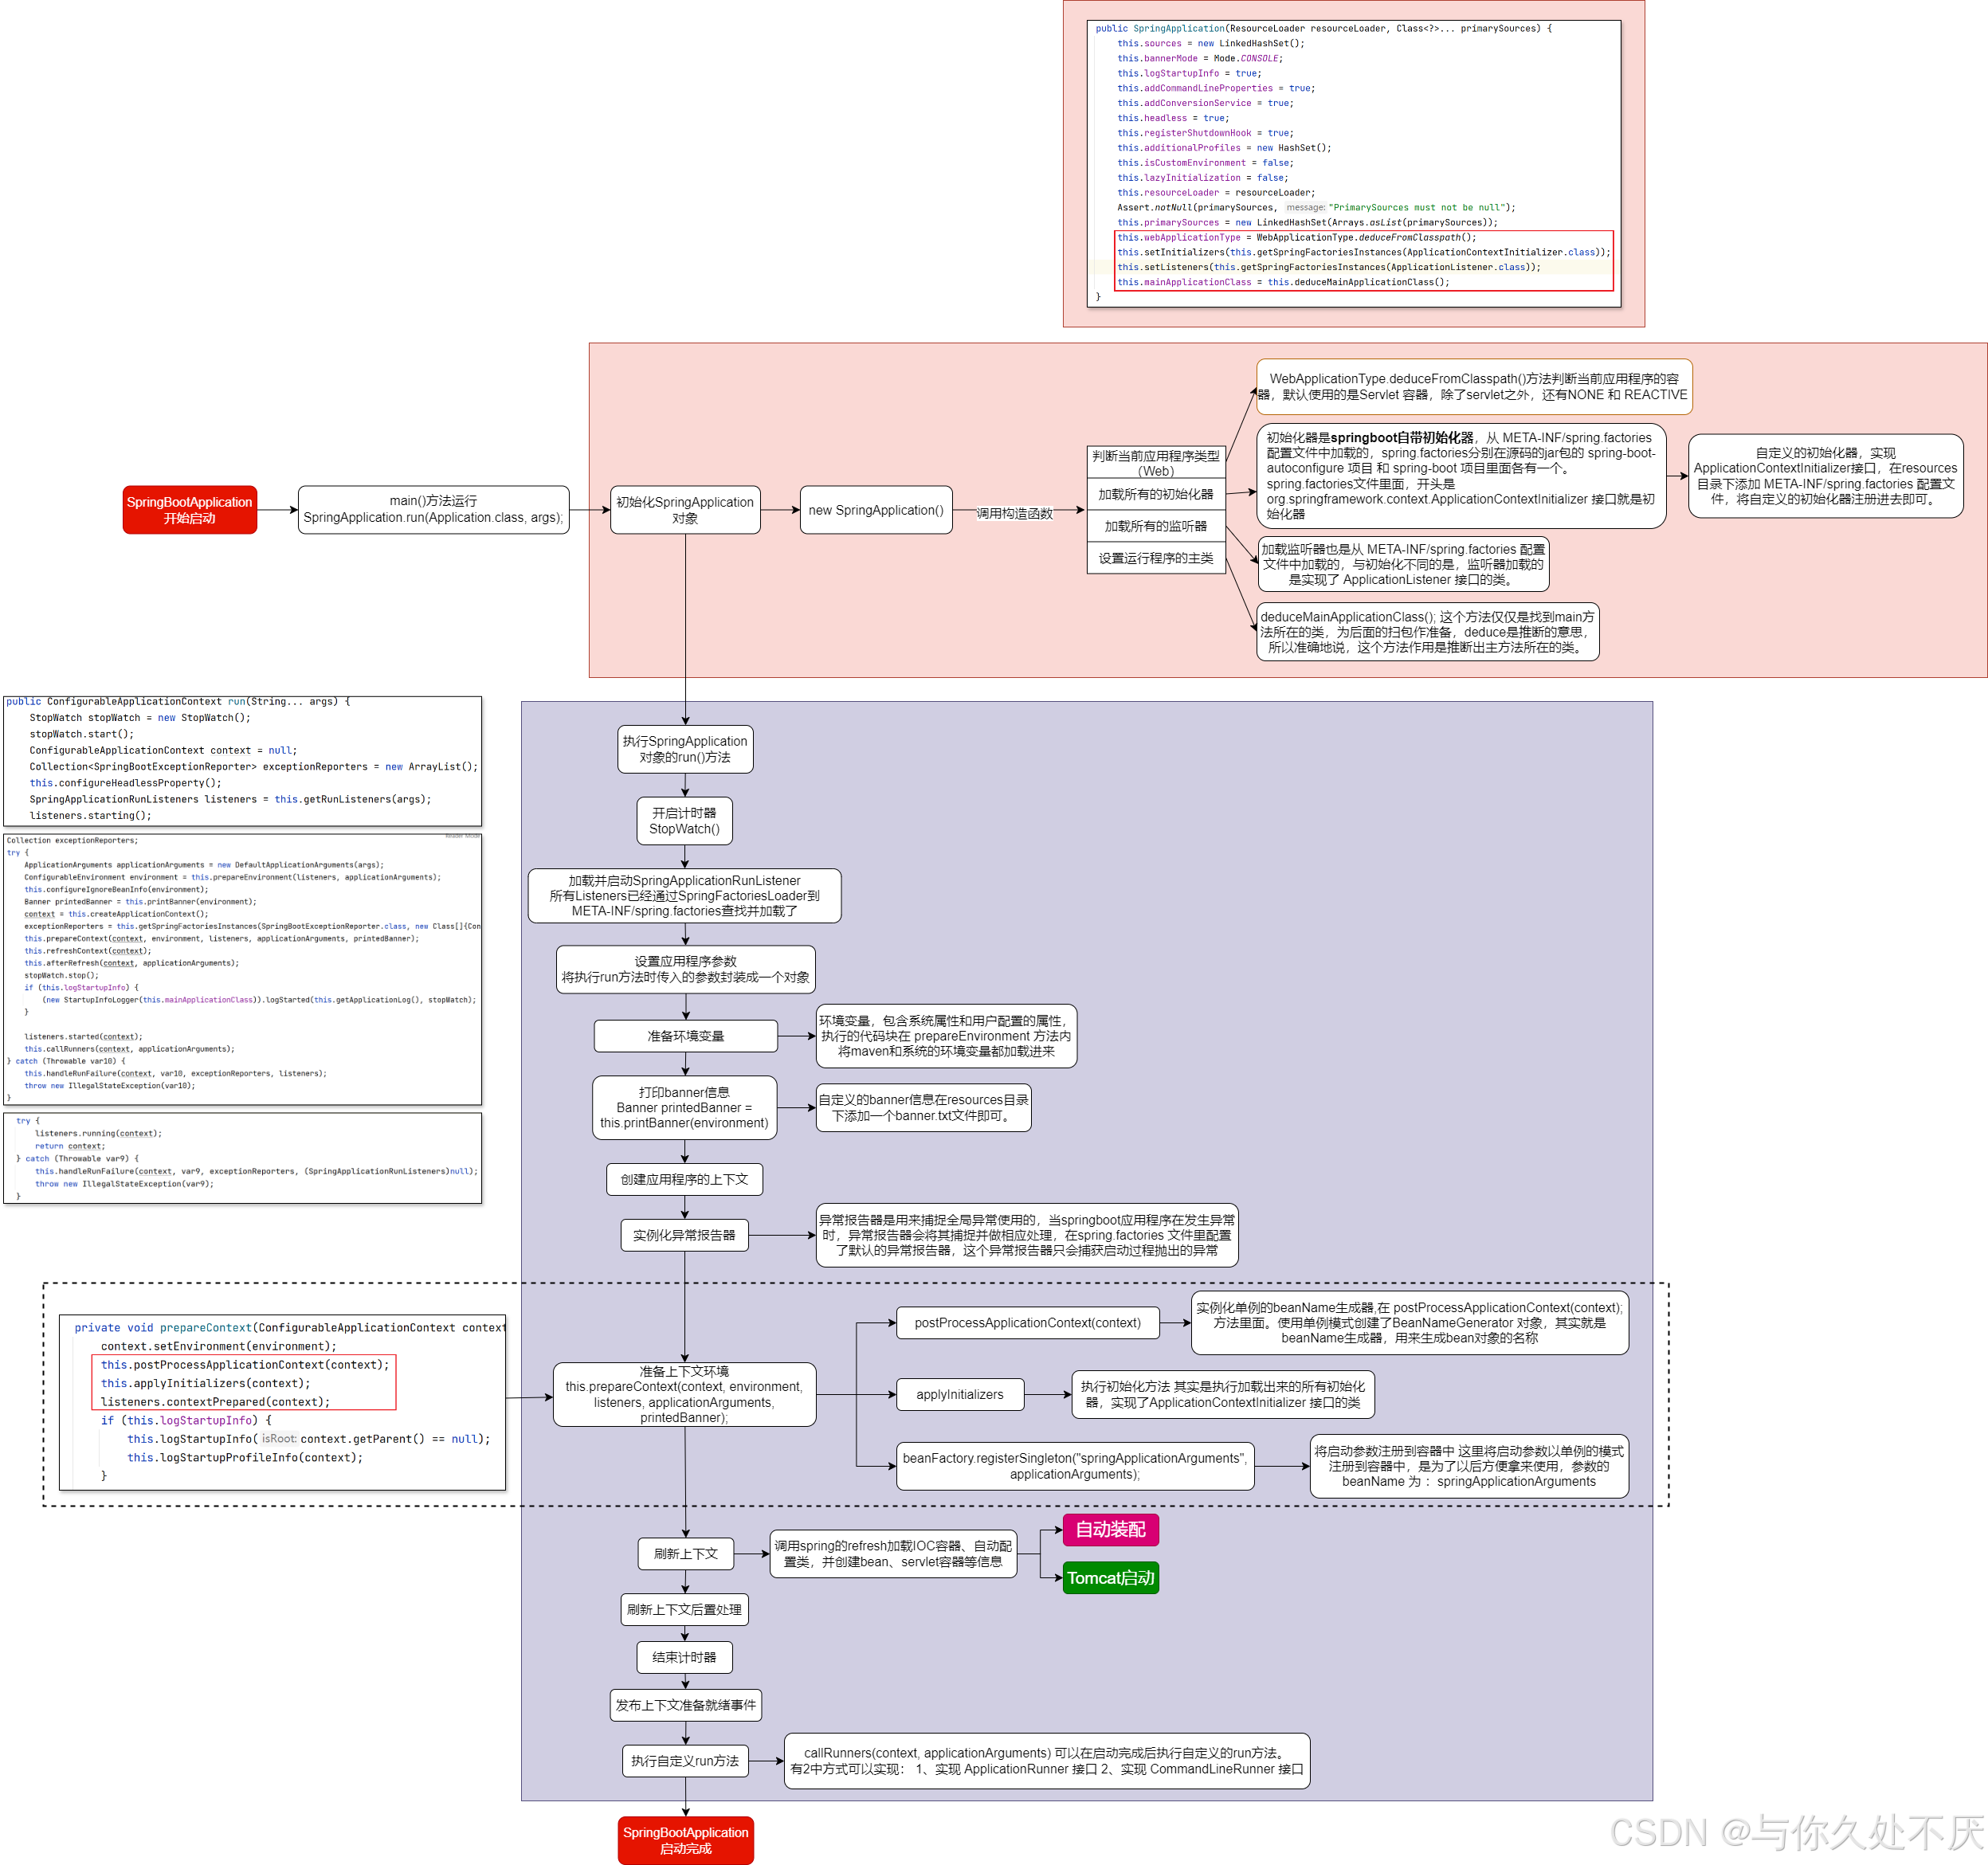 public SpringApplication(ResourceLoader resourceLoader, Class<?>... primarySources) {
this.sources = new LinkedHashSet();
this.bannerMode = Mode.CONSOLE;
this.logStartupInfo = true;
this.addCommandLineProperties = true;
this.addConversionService = true;
this.headless = true;
this.registerShutdownHook = true;
this.additionalProfiles = new HashSet();
this.isCustomEnvironment = false;
this.lazyInitialization = false;
this.resourceLoader = resourceLoader;
Assert.notNull(primarySources, message: "PrimarySources must not be null");
this.primarySources = new LinkedHashSet(Arrays.asList(primarySources));
this.webApplicationType = WebApplicationType.deduceFromClasspath();
this.setInitializers(this.getSpringFactoriesInstances(ApplicationContextInitializer.class));
this.setListeners(this.getSpringFactoriesInstances(ApplicationListener.class));
this.mainApplicationClass = this.deduceMainApplicationClass();
}
SpringBootApplication
开始启动
main()方法运行
SpringApplication.run(Application.class, args);
初始化SpringApplication
对象
new SpringApplication()
调用构造函数
判断当前应用程序类型
（Web）
加载所有的初始化器
加载所有的监听器
设置运行程序的主类
WebApplicationType.deduceFromClasspath()方法判断当前应用程序的容
器，默认使用的是Servlet 容器，除了servlet之外，还有NONE 和 REACTIVE
初始化器是springboot自带初始化器，从 META-INF/spring.factories
配置文件中加载的，spring.factories分别在源码的jar包的 spring-boot-
autoconfigure 项目 和 spring-boot 项目里面各有一个。
spring.factories文件里面，开头是
org.springframework.context.ApplicationContextInitializer 接口就是初
始化器
自定义的初始化器，实现
ApplicationContextInitializer接口，在resources
目录下添加 META-INF/spring.factories 配置文
件，将自定义的初始化器注册进去即可。
加载监听器也是从 META-INF/spring.factories 配置
文件中加载的，与初始化不同的是，监听器加载的
是实现了 ApplicationListener 接口的类。
deduceMainApplicationClass(); 这个方法仅仅是找到main方
法所在的类，为后面的扫包作准备，deduce是推断的意思，
所以准确地说，这个方法作用是推断出主方法所在的类。
public ConfigurableApplicationContext run(String... args) {
StopWatch stopWatch = new StopWatch();
stopWatch.start();
ConfigurableApplicationContext context = null;
Collection<SpringBootExceptionReporter> exceptionReporters = new ArrayList();
this.configureHeadlessProperty();
SpringApplicationRunListeners listeners = this.getRunListeners(args);
listeners.starting();
Reader Mode
Collection exceptionReporters;
try {
ApplicationArguments applicationArguments = new DefaultApplicationArguments(args);
ConfigurableEnvironment environment = this.prepareEnvironment(listeners, applicationArguments);
this.configureIgnoreBeanInfo(environment);
Banner printedBanner = this.printBanner(environment);
context = this.createApplicationContext();
exceptionReporters = this.getSpringFactoriesInstances(SpringBootExceptionReporter.class, new Class[]{Con
this.prepareContext(context, environment, listeners, applicationArguments, printedBanner);
this.refreshContext(context);
this.afterRefresh(context, applicationArguments);
stopWatch.stop();
if (this.logStartupInfo) {
(new StartupInfoLogger(this.mainApplicationClass)).logStarted(this.getApplicationLog(), stopWatch);
}
listeners.started(context);
this.callRunners(context, applicationArguments);
} catch (Throwable var10) {
this.handleRunFailure(context, var10, exceptionReporters, listeners);
throw new IllegalStateException(var10);
}
try {
listeners.running(context);
return context;
} catch (Throwable var9) {
this.handleRunFailure(context, var9, exceptionReporters, (SpringApplicationRunListeners)null);
throw new IllegalStateException(var9);
}
执行SpringApplication
对象的run()方法
开启计时器
StopWatch()
加载并启动SpringApplicationRunListener
所有Listeners已经通过SpringFactoriesLoader到
META-INF/spring.factories查找并加载了
设置应用程序参数
将执行run方法时传入的参数封装成一个对象
准备环境变量
环境变量，包含系统属性和用户配置的属性，
执行的代码块在 prepareEnvironment 方法内
将maven和系统的环境变量都加载进来
打印banner信息
Banner printedBanner =
this.printBanner(environment)
自定义的banner信息在resources目录
下添加一个banner.txt文件即可。
创建应用程序的上下文
实例化异常报告器
异常报告器是用来捕捉全局异常使用的，当springboot应用程序在发生异常
时，异常报告器会将其捕捉并做相应处理，在spring.factories 文件里配置
了默认的异常报告器，这个异常报告器只会捕获启动过程抛出的异常
private void prepareContext(ConfigurableApplicationContext context
context.setEnvironment(environment);
this.postProcessApplicationContext(context);
this.applyInitializers(context);
listeners.contextPrepared(context);
if (this.logStartupInfo) {
this.logStartupInfo( isRoot: context.getParent() == null);
this.logStartupProfileInfo(context);
}
准备上下文环境
this.prepareContext(context, environment,
listeners, applicationArguments,
printedBanner);
postProcessApplicationContext(context)
实例化单例的beanName生成器,在 postProcessApplicationContext(context);
方法里面。使用单例模式创建了BeanNameGenerator 对象，其实就是
beanName生成器，用来生成bean对象的名称
applyInitializers
执行初始化方法 其实是执行加载出来的所有初始化
器，实现了ApplicationContextInitializer 接口的类
beanFactory.registerSingleton("springApplicationArguments",
applicationArguments);
将启动参数注册到容器中 这里将启动参数以单例的模式
注册到容器中，是为了以后方便拿来使用，参数的
beanName 为 ：springApplicationArguments
刷新上下文
调用spring的refresh加载IOC容器、自动配
置类，并创建bean、servlet容器等信息
自动装配
Tomcat启动
刷新上下文后置处理
结束计时器
发布上下文准备就绪事件
执行自定义run方法
callRunners(context, applicationArguments) 可以在启动完成后执行自定义的run方法。
有2中方式可以实现： 1、实现 ApplicationRunner 接口 2、实现 CommandLineRunner 接口
SpringBootApplication
启动完成
CSDN @与你久处不厌